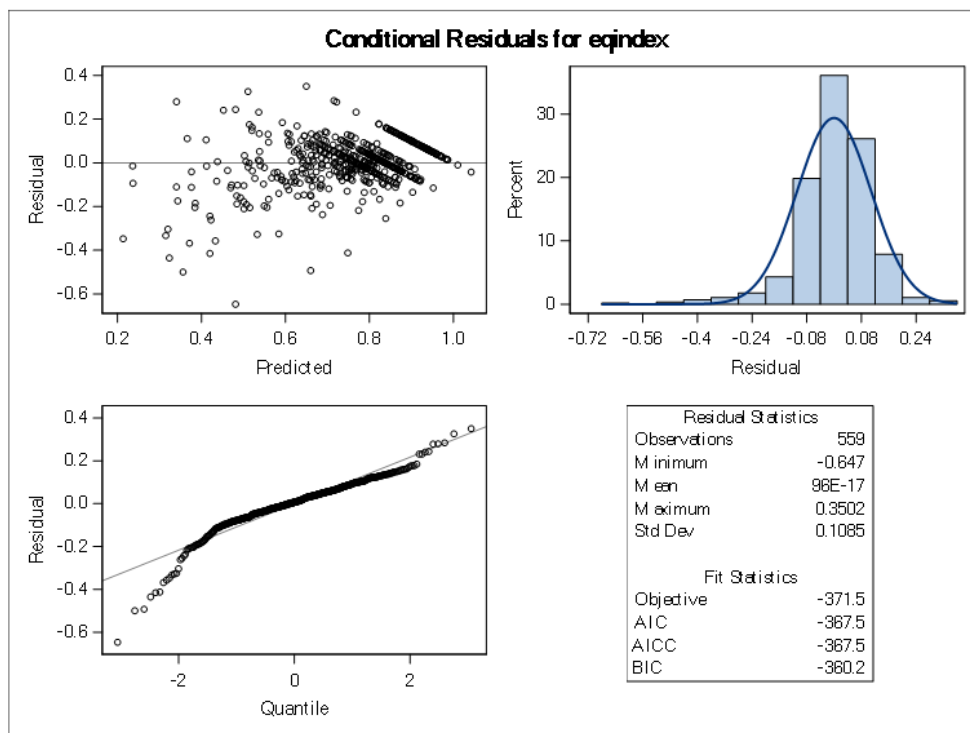 Conditional Residuals for eqindex
0.4
0.2
0.0
-0.2
-0.4
-0.6
Residual
0.2 0.4 0.6 0.8 1.0
Predicted
30
20
10
0
Percent
-0.72 -0.56 -0.4 -0.24 -0.08 0.08 0.24
Residual
0.4
0.2
0.0
-0.2
-0.4
-0.6
Residual
-2 0 2
Quantile
Residual Statistics
Observations 559
Minimum -0.647
Mean 96E-17
Maximum 0.3502
Std Dev 0.1085
Fit Statistics
Objective -371.5
AIC -367.5
AICC -367.5
BIC -360.2